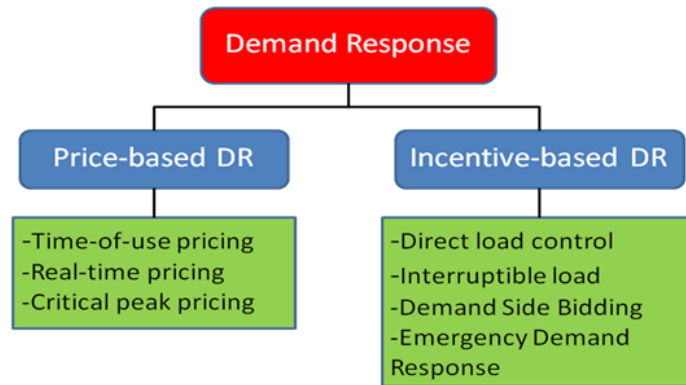 Demand Response
Price-based DR
Incentive-based DR
-Time-of-use pricing
-Real-time pricing
-Critical peak pricing
-Direct load control
-Interruptible load
-Demand Side Bidding
-Emergency Demand
Response